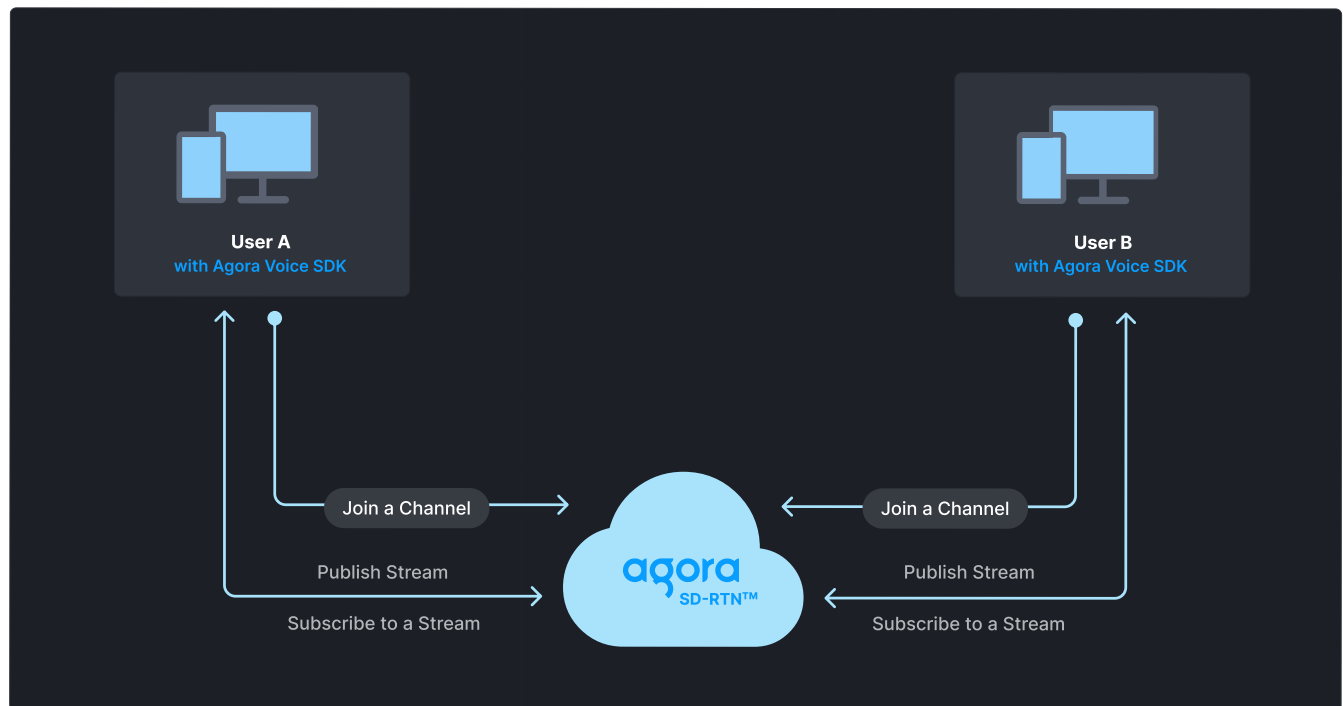 User A
with Agora Voice SDK
User B
with Agora Voice SDK
Join a Channel
Join a Channel
agora
SD-RTN™
Publish Stream
Subscribe to a Stream
Publish Stream
Subscribe to a Stream